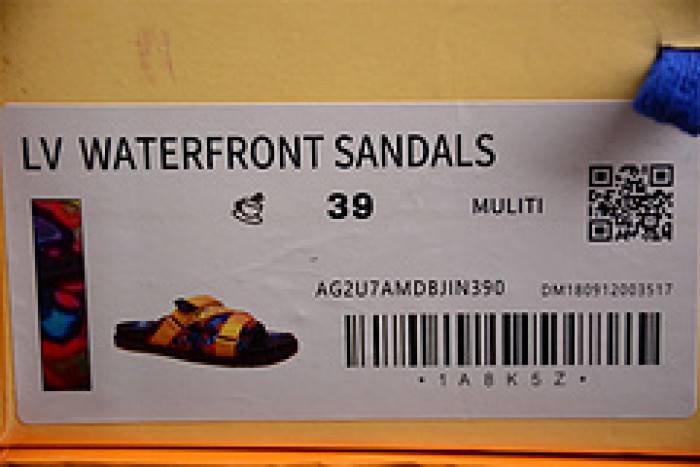 LV WATERFRONT SANDALS
39 MULITI
AG2U7AMDBJIN390 DM180912003517
• 1 A 8 K 5 Z •